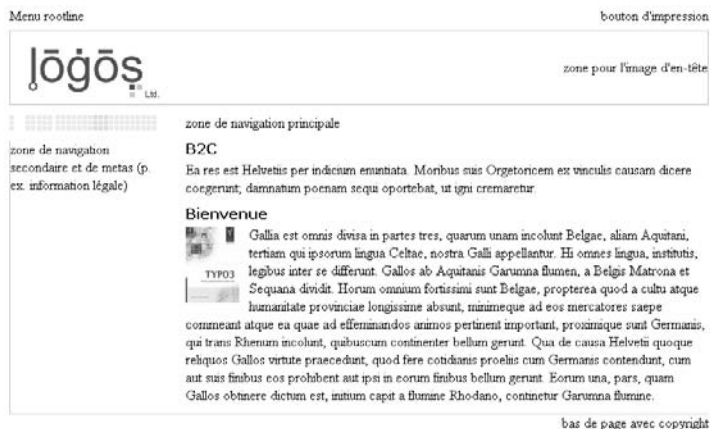 Menu rootline
bouton d'impression
lōġōs
Ltd.
zone pour l'image d'en-tête
zone de navigation principale
zone de navigation
secondaire et de metas (p.
ex. information légale)
B2C
Ea res est Helvetiis per indicium enuntiata. Moribus suis Orgetoricem ex vinculis causam dicere
coegerunt; damnatum poenam sequi oportebat, ut igni cremaretur.
Bienvenue
TYPO3
Gallia est omnis divisa in partes tres, quarum unam incolunt Belgae, aliam Aquitani,
tertiam qui ipsorum lingua Celtae, nostra Galli appellantur. Hi omnes lingua, institutis,
legibus inter se differunt. Gallos ab Aquitanis Garumna flumen, a Belgis Matrona et
Sequana dividit. Horum omnium fortissimi sunt Belgae, propterea quod a cultu atque
humanitate provinciae longissime absunt, minimeque ad eos mercatores saepe
commeant atque ea quae ad effeminandos animos pertinent important, proximique sunt Germanis,
qui trans Rhenum incolunt, quibuscum continenter bellum gerunt. Qua de causa Helvetii quoque
reliquos Gallos virtute praecedunt, quod fere cotidianis proeliis cum Germanis contendunt, cum
aut suis finibus eos prohibent aut ipsi in eorum finibus bellum gerunt. Eorum una, pars, quam
Gallos obtinere dictum est, initium capit a flumine Rhodano, continetur Garumna flumine.
bas de page avec copyright